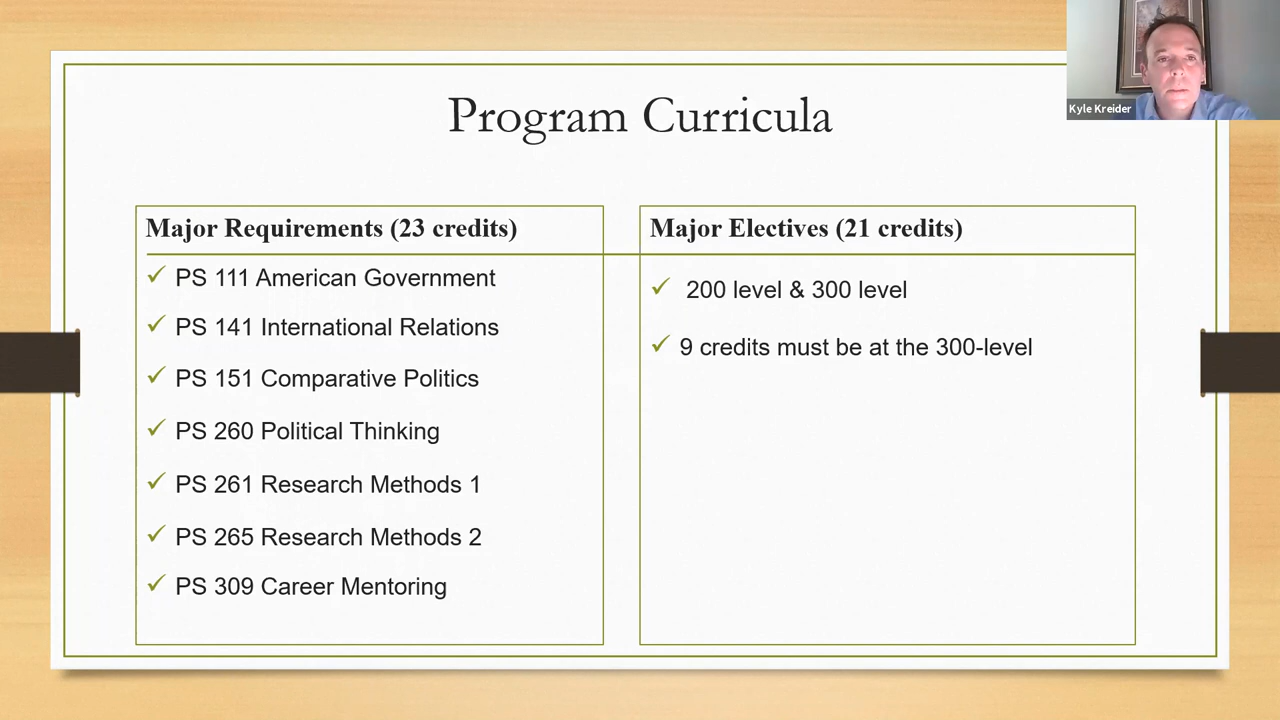 Kyle Kreider
Program Curricula
Major Requirements (23 credits)
PS 111 American Government
PS 141 International Relations
PS 151 Comparative Politics
PS 260 Political Thinking
PS 261 Research Methods 1
PS 265 Research Methods 2
PS 309 Career Mentoring
Major Electives (21 credits)
200 level & 300 level
9 credits must be at the 300-level